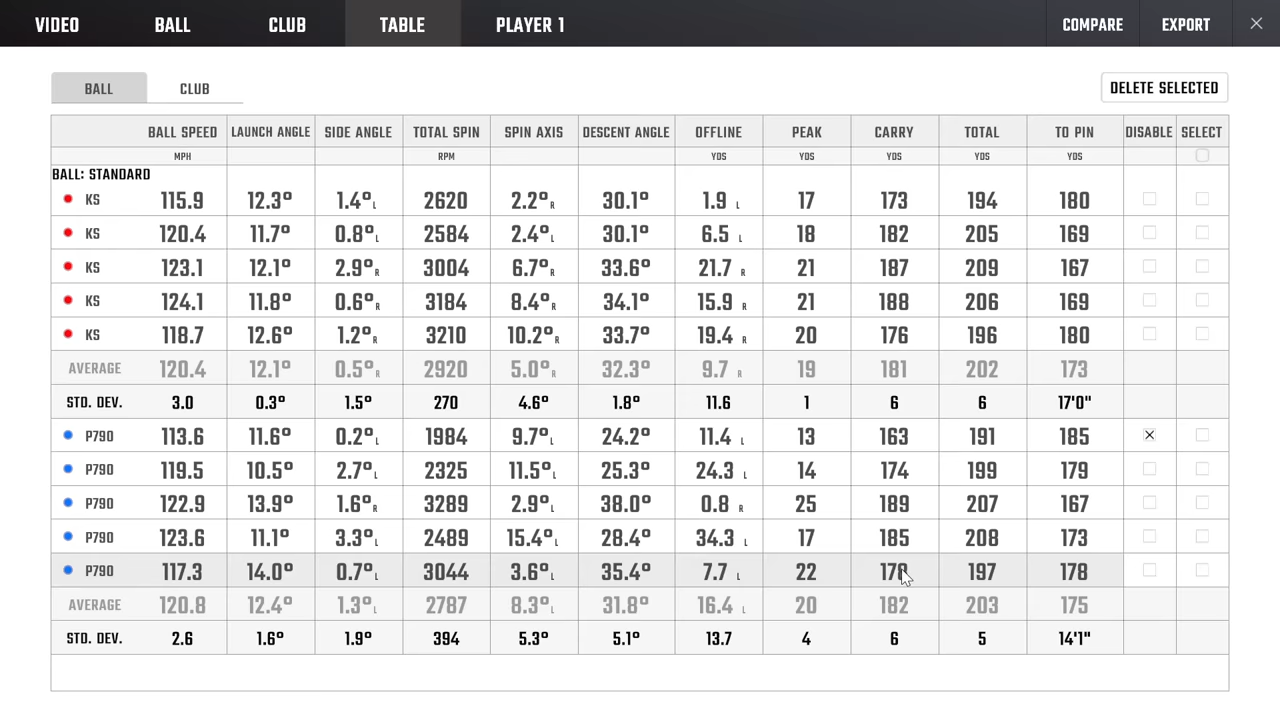 VIDEO BALL CLUB TABLE PLAYER 1 COMPARE EXPORT
BALL CLUB DELETE SELECTED
BALL SPEED LAUNCH ANGLE SIDE ANGLE TOTAL SPIN SPIN AXIS DESCENT ANGLE OFFLINE PEAK CARRY TOTAL TO PIN DISABLE SELECT
MPH RPM YDS YDS YDS YDS YDS
BALL: STANDARD
KS 115.9 12.3° 1.4° L 2620 2.2° R 30.1° 1.9 L 17 173 194 180
KS 120.4 11.7° 0.8° L 2584 2.4° R 30.1° 6.5 L 18 182 205 169
KS 123.1 12.1° 2.9° R 3004 6.7° R 33.6° 21.7 R 21 187 209 167
KS 124.1 11.8° 0.6° R 3184 8.4° R 34.1° 15.9 R 21 188 206 169
KS 118.7 12.6° 1.2° R 3210 10.2° R 33.7° 19.4 R 20 176 196 180
AVERAGE 120.4 12.1° 0.5° R 2920 5.0° R 32.3° 9.7 R 19 181 202 173
STD. DEV. 3.0 0.3° 1.5° 270 4.6° 1.8° 11.6 1 6 6 17'0"
P790 113.6 11.6° 0.2° L 1984 9.7° L 24.2° 11.4 L 13 163 191 185
P790 119.5 10.5° 2.7° L 2325 11.5° L 25.3° 24.3 L 14 174 199 179
P790 122.9 13.9° 1.6° R 3289 2.9° L 38.0° 0.8 R 25 189 207 167
P790 123.6 11.1° 3.3° L 2489 15.4° L 28.4° 34.3 L 17 185 208 173
P790 117.3 14.0° 0.7° L 3044 3.6° L 35.4° 7.7 L 22 197 178
AVERAGE 120.8 12.4° 1.3° L 2787 8.3° L 31.8° 16.4 L 20 182 203 175
STD. DEV. 2.6 1.6° 1.9° 394 5.3° 5.1° 13.7 4 6 5 14'1"